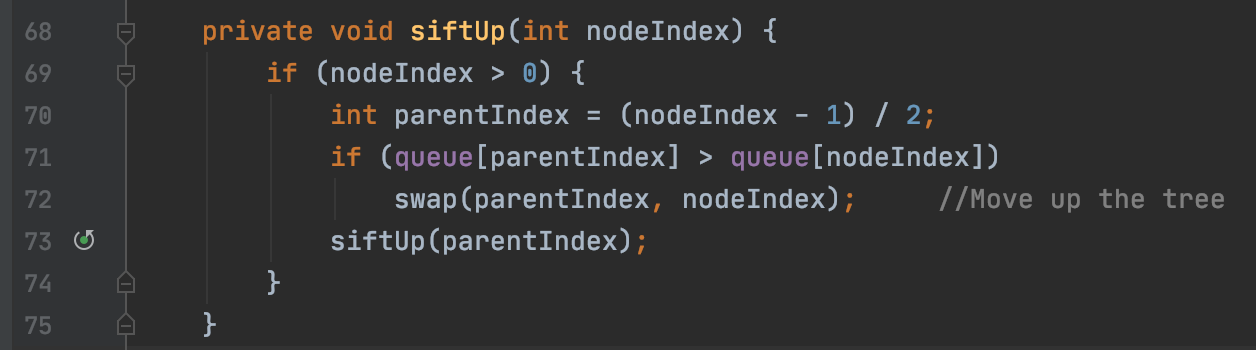 68 private void siftUp(int nodeIndex) {
69 if (nodeIndex > 0) {
70 int parentIndex = (nodeIndex - 1) / 2;
71 if (queue[parentIndex] > queue[nodeIndex])
72 swap(parentIndex, nodeIndex); //Move up the tree
73 siftUp(parentIndex);
74 }
75 }